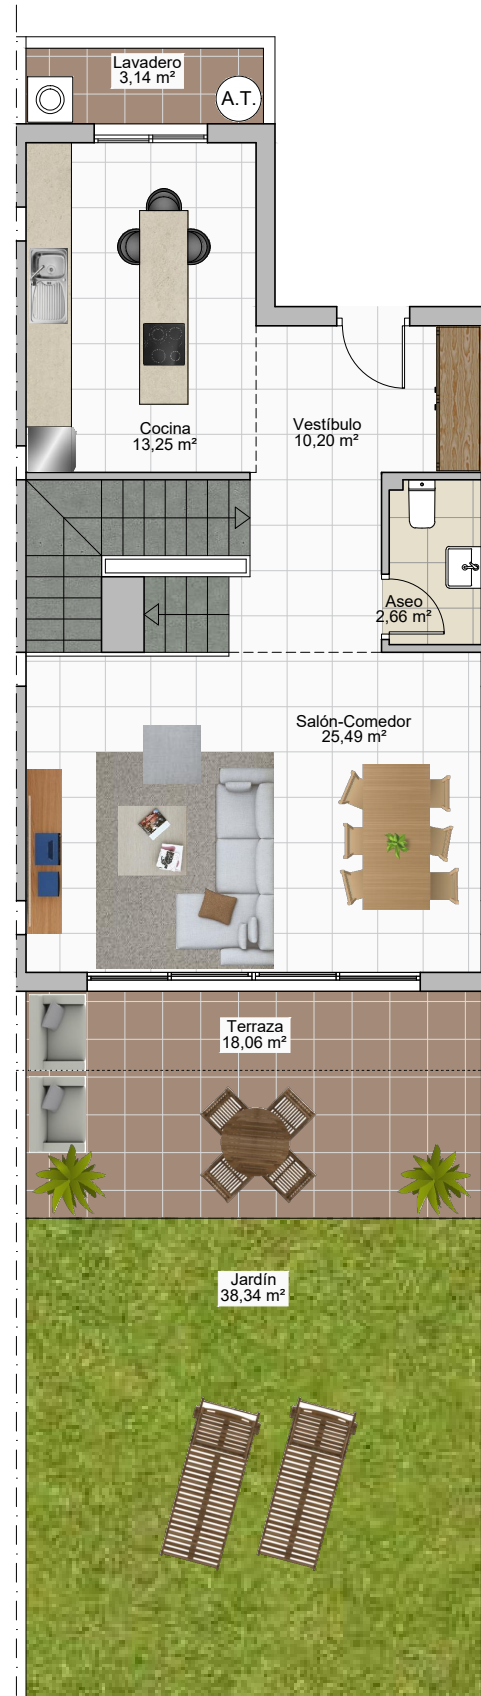 Lavadero
3,14 m²
A.T.
Cocina
13,25 m²
Vestíbulo
10,20 m²
Aseo
2,66 m²
Salón-Comedor
25,49 m²
Terraza
18,06 m²
Jardín
38,34 m²